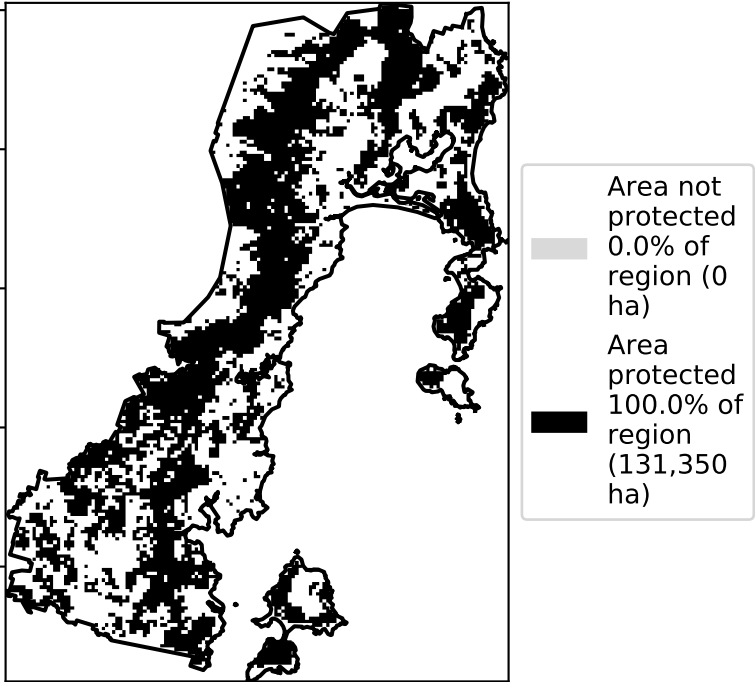 Area not
protected
0.0% of
region (0
ha)
Area
protected
100.0% of
region
(131,350
ha)